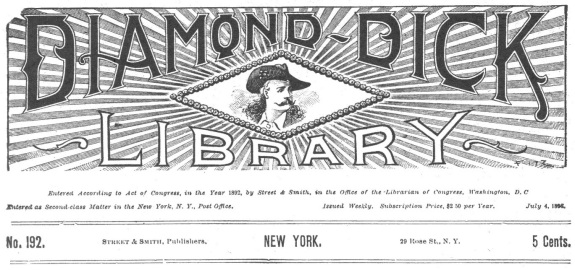 DIAMOND-DICK
LIBRARY
Entered According to Act of Congress, in the Year 1892, by Street & Smith, in the Office of the Librarian of Congress, Washington, D. C
Entered as Second-class Matter in the New York, N. Y., Post Office. Issued Weekly. Subscription Price, $2 50 per Year. July 4, 1896.
No. 192. STREET & SMITH, Publishers. NEW YORK. 29 Rose St., N. Y. 5 Cents.